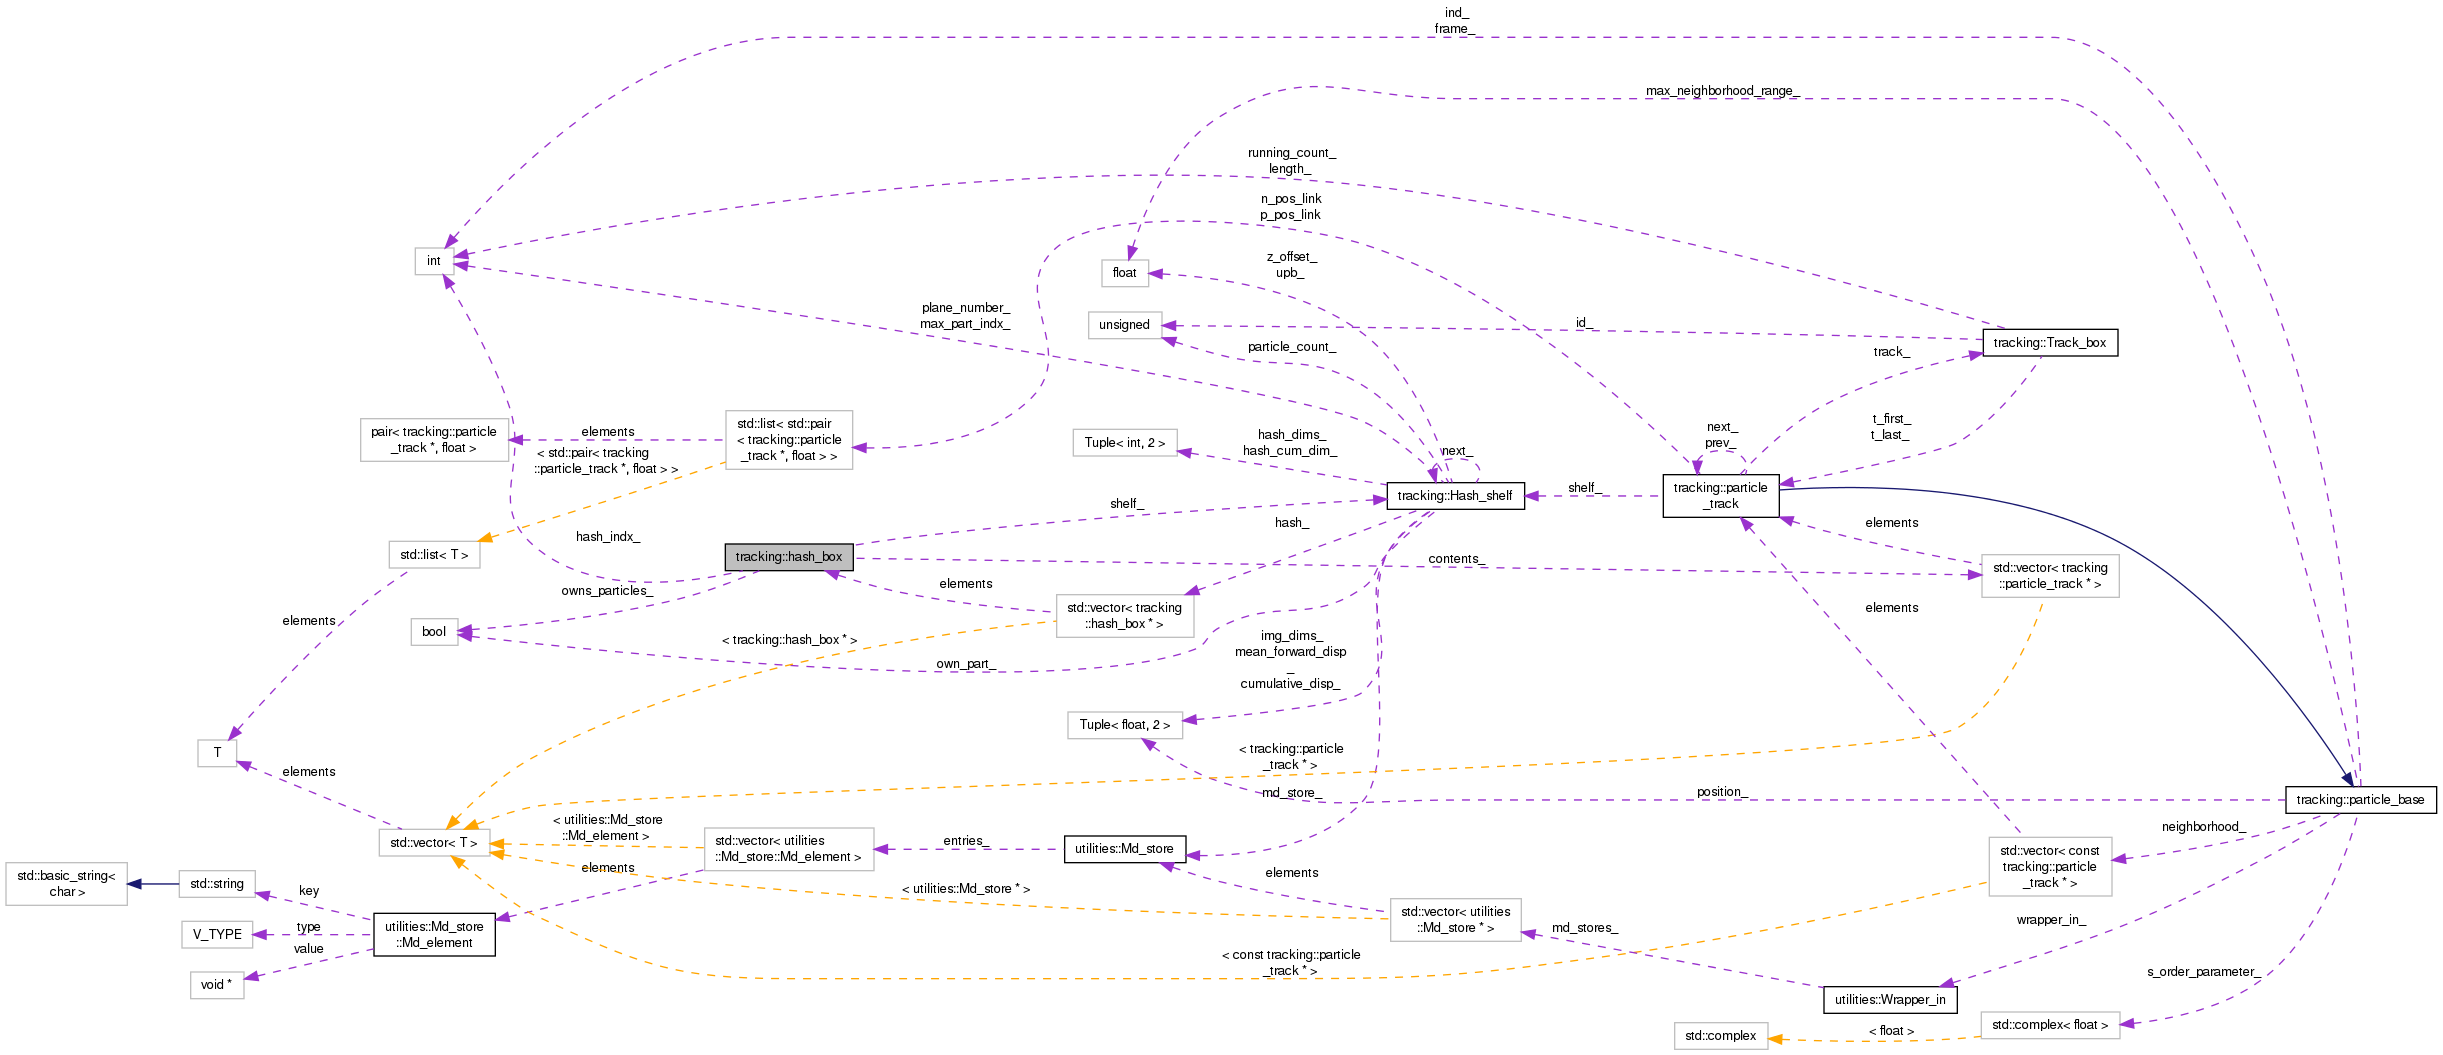 ind_
frame_
max_neighborhood_range_
running_count_
length_
n_pos_link
p_pos_link
int
float
z_offset_
upb_
plane_number_
max_part_indx_
unsigned
id_
particle_count_
tracking::Track_box
track_
t_first_
t_last_
pair< tracking::particle
_track *, float >
elements
std::list< std::pair
< tracking::particle
_track *, float > >
< std::pair< tracking
::particle_track *, float > >
Tuple< int, 2 >
hash_dims_
hash_cum_dim_
next_
next_
prev_
tracking::Hash_shelf
shelf_
tracking::particle
_track
shelf_
hash_
elements
std::list< T >
hash_indx_
tracking::hash_box
contents_
std::vector< tracking
::particle_track * >
owns_particles_
elements
std::vector< tracking
::hash_box * >
elements
elements
bool
< tracking::hash_box * >
own_part_
img_dims_
mean_forward_disp
_
cumulative_disp_
Tuple< float, 2 >
T
elements
< tracking::particle
_track * >
md_store_
position_
tracking::particle_base
std::vector< T >
< utilities::Md_store
::Md_element >
std::vector< utilities
::Md_store::Md_element >
entries_
utilities::Md_store
neighborhood_
std::vector< const
tracking::particle
_track * >
elements
elements
std::basic_string<
char >
std::string
key
< utilities::Md_store * >
std::vector< utilities
::Md_store * >
md_stores_
wrapper_in_
V_TYPE
type
value
utilities::Md_store
::Md_element
void *
< const tracking::particle
_track * >
s_order_parameter_
utilities::Wrapper_in
std::complex
< float >
std::complex< float >